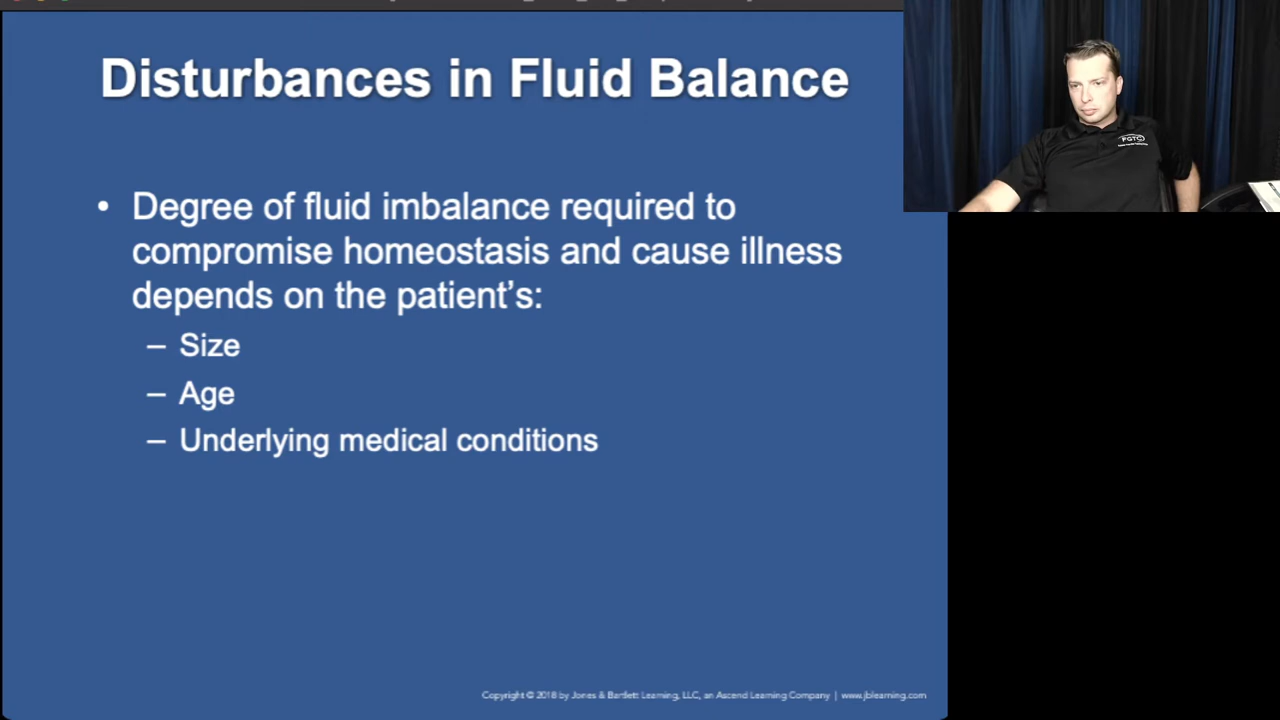 Disturbances in Fluid Balance
• Degree of fluid imbalance required to
compromise homeostasis and cause illness
depends on the patient's:
– Size
– Age
– Underlying medical conditions
Copyright © 2018 by Jones & Bartlett Learning, LLC, an Ascend Learning Company | www.jblearning.com
FGTC